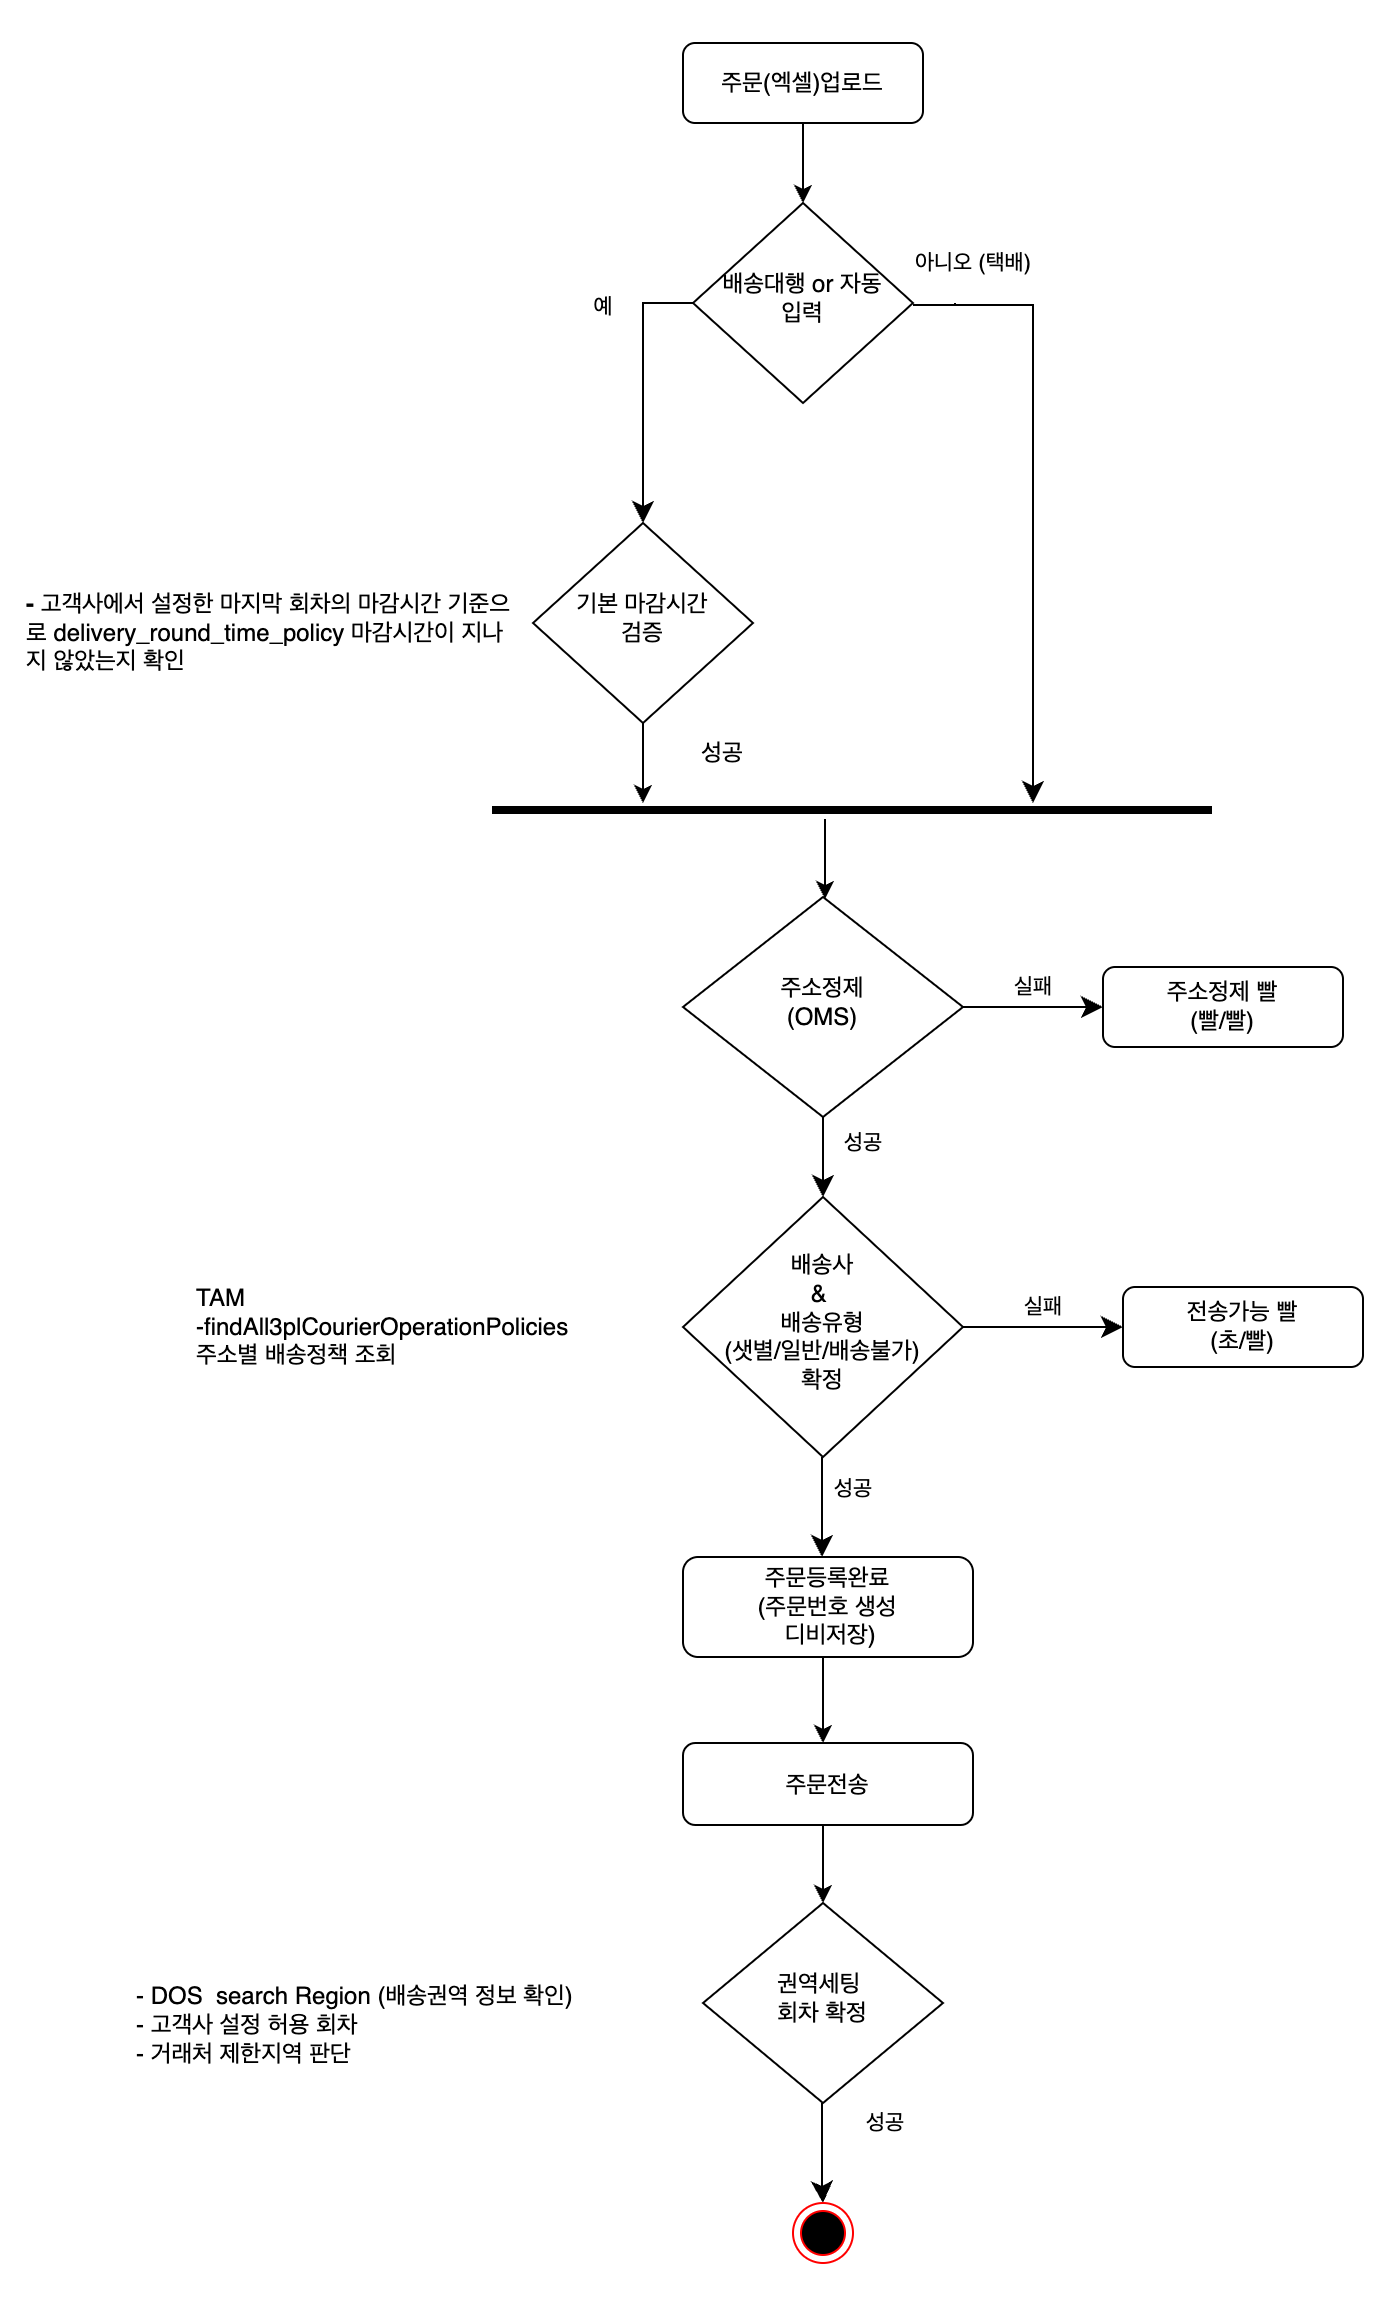 주문(엑셀)업로드
아니오 (택배)
배송대행 or 자동
입력
예
기본 마감시간
검증
- 고객사에서 설정한 마지막 회차의 마감시간 기준으
로 delivery_round_time_policy 마감시간이 지나
지 않았는지 확인
성공
주소정제
(OMS)
실패
주소정제 빨
(빨/빨)
성공
배송사
&
배송유형
(샛별/일반/배송불가)
확정
실패
전송가능 빨
(초/빨)
TAM
-findAll3plCourierOperationPolicies
주소별 배송정책 조회
성공
주문등록완료
(주문번호 생성
디비저장)
주문전송
권역세팅
회차 확정
- DOS  search Region (배송권역 정보 확인)
- 고객사 설정 허용 회차
- 거래처 제한지역 판단
성공